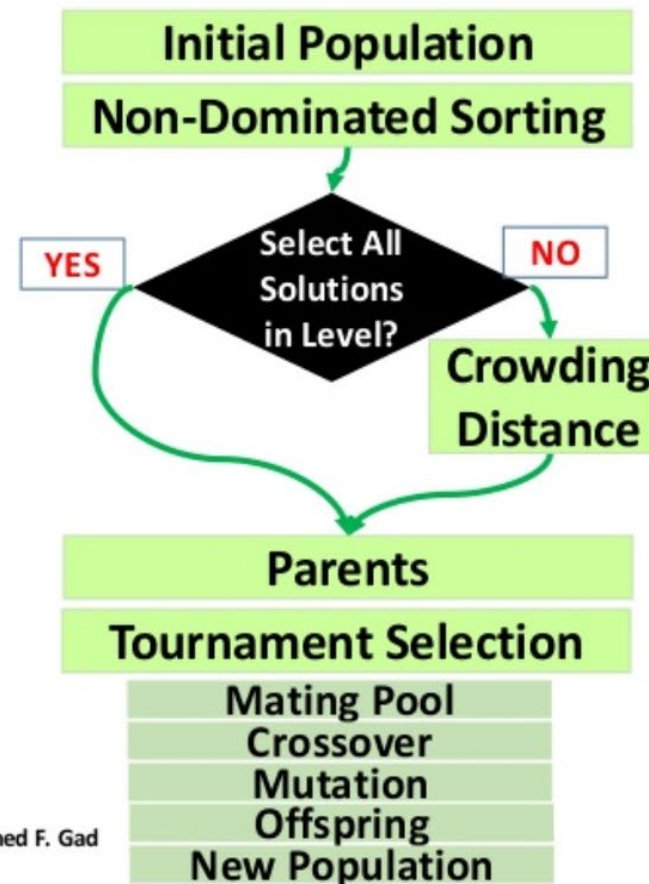 Initial Population
Non-Dominated Sorting
Select All
Solutions
in Level?
YES
NO
Crowding
Distance
Parents
Tournament Selection
Mating Pool
Crossover
Mutation
Offspring
F. Gad
New Population